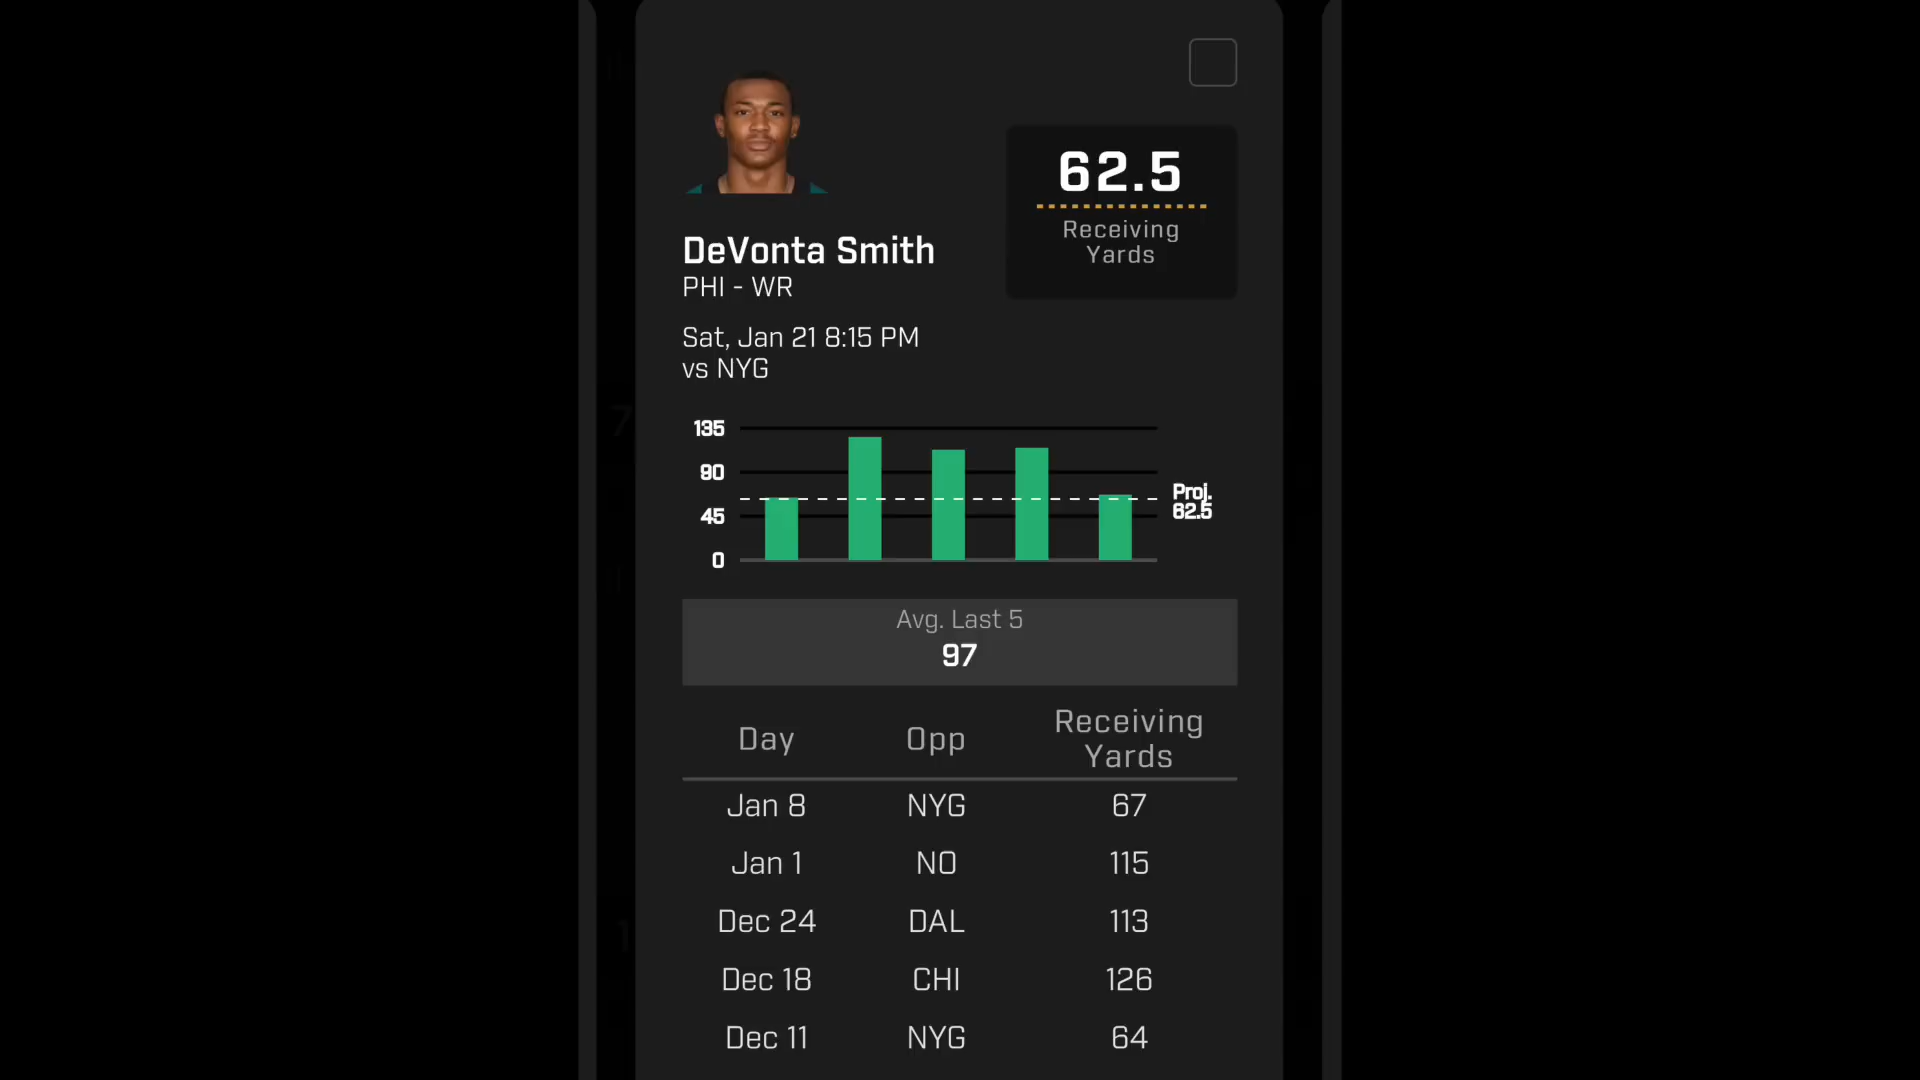 62.5
Receiving
Yards
DeVonta Smith
PHI - WR
Sat, Jan 21 8:15 PM
vs NYG
135
90
45
0
Proj.
62.5
Avg. Last 5
97
Day Opp Receiving Yards
Jan 8 NYG 67
Jan 1 NO 115
Dec 24 DAL 113
Dec 18 CHI 126
Dec 11 NYG 64